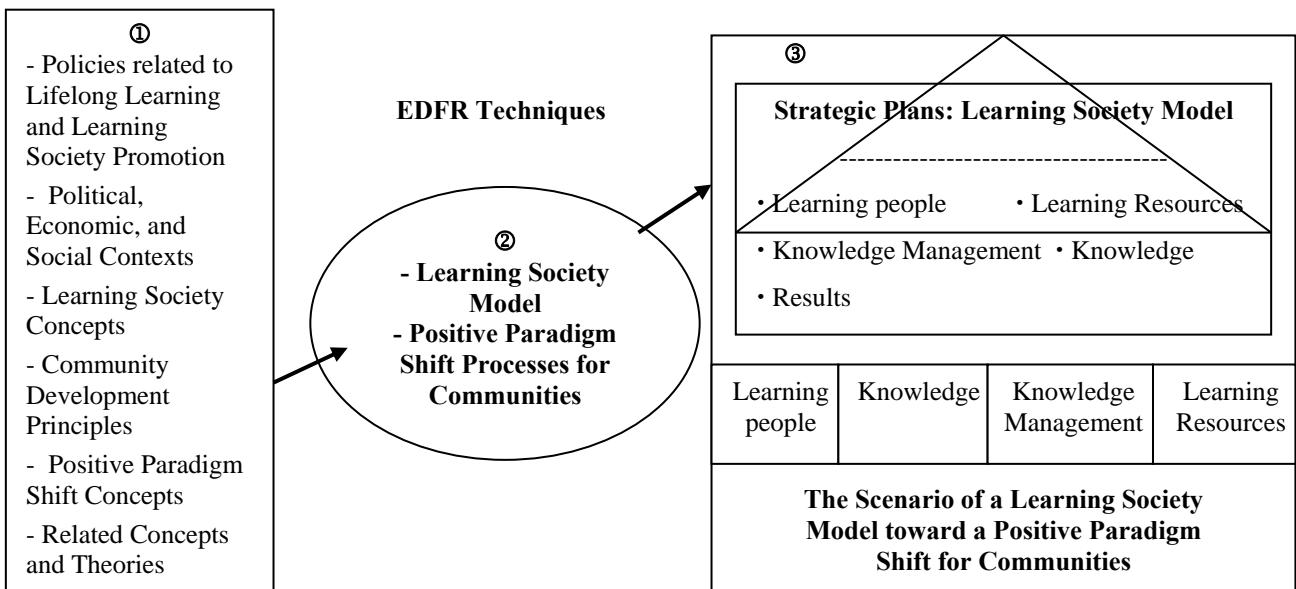 ①
- Policies related to
Lifelong Learning
and Learning
Society Promotion
- Political,
Economic, and
Social Contexts
- Learning Society
Concepts
- Community
Development
Principles
- Positive Paradigm
Shift Concepts
- Related Concepts
and Theories
EDFR Techniques
②
- Learning Society
Model
- Positive Paradigm
Shift Processes for
Communities
③
Strategic Plans: Learning Society Model
・Learning people ・Learning Resources
・Knowledge Management ・Knowledge
・Results
Learning
people
Knowledge
Knowledge
Management
Learning
Resources
The Scenario of a Learning Society
Model toward a Positive Paradigm
Shift for Communities